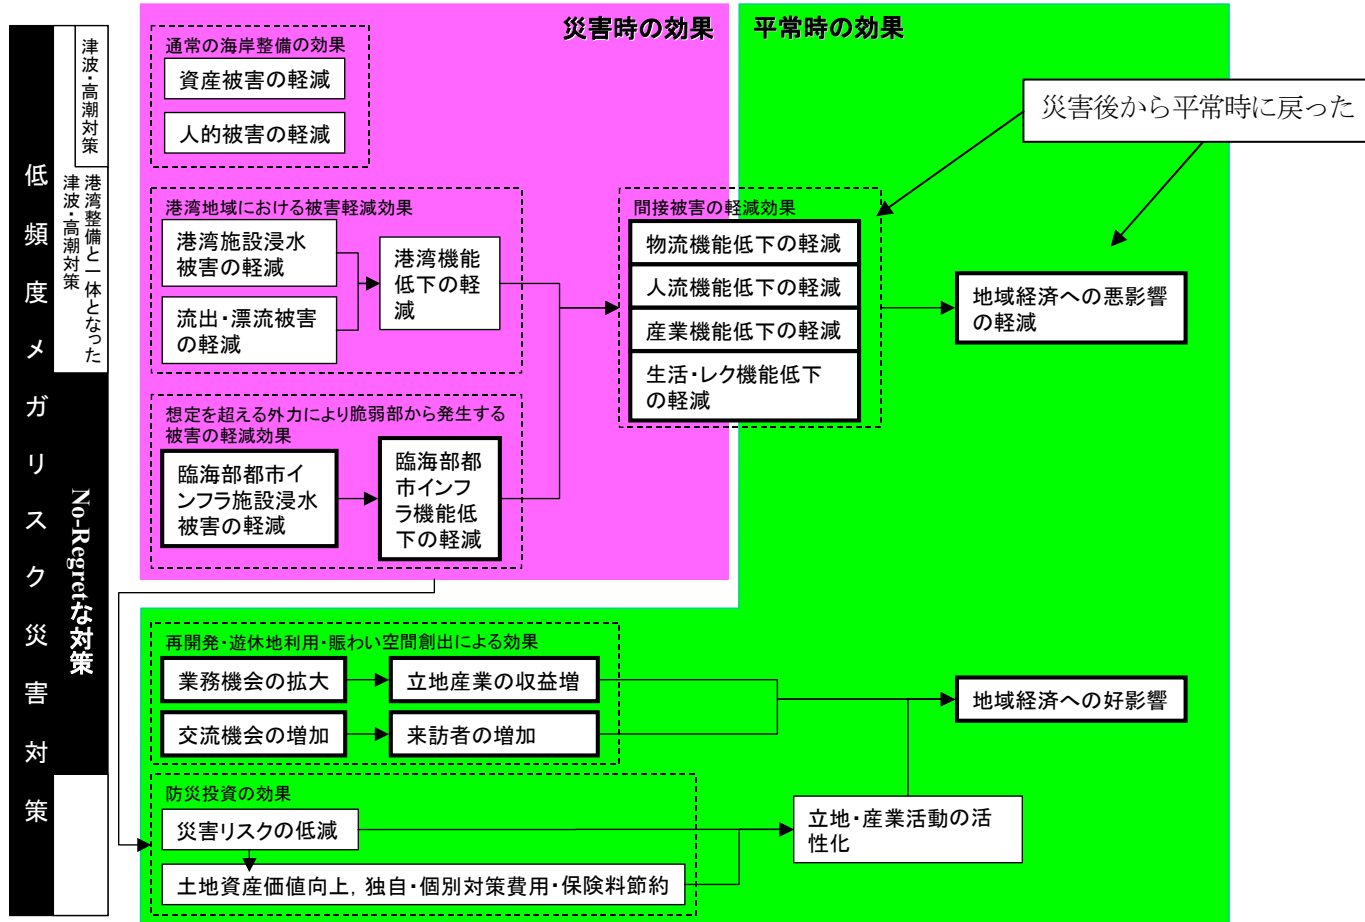 低頻度メガリスク災害対策
津波・高潮対策
港湾整備と一体となった
津波・高潮対策
No-Regretな対策
災害時の効果
平常時の効果
通常の海岸整備の効果
資産被害の軽減
人的被害の軽減
災害後から平常時に戻った
港湾地域における被害軽減効果
港湾施設浸水
被害の軽減
流出・漂流被害
の軽減
港湾機能
低下の軽
減
間接被害の軽減効果
物流機能低下の軽減
人流機能低下の軽減
産業機能低下の軽減
生活・レク機能低下
の軽減
地域経済への悪影響
の軽減
想定を超える外力により脆弱部から発生する
被害の軽減効果
臨海部都市イ
ンフラ施設浸水
被害の軽減
臨海部都
市インフ
ラ機能低
下の軽減
再開発・遊休地利用・賑わい空間創出による効果
業務機会の拡大
立地産業の収益増
交流機会の増加
来訪者の増加
地域経済への好影響
防災投資の効果
災害リスクの低減
土地資産価値向上, 独自・個別対策費用・保険料節約
立地・産業活動の活
性化